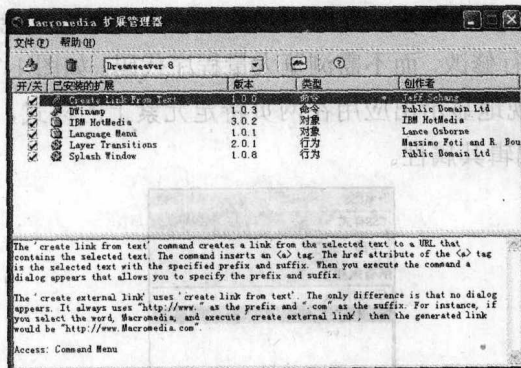 Macromedia 扩展管理器
文件(F) 帮助(H)
Dreamweaver 8
开/关 已安装的扩展 版本 类型 创作者
Create Link From Text 1.0.0 命令 Jeff Schang
DWinamp 1.0.3 命令 Public Domain Ltd
IBM HotMedia 3.0.2 对象 IBM HotMedia
Language Menu 1.0.1 对象 Lance Osborne
Layer Transitions 2.0.1 行为 Massimo Foti and R. Bou
Splash Window 1.0.8 行为 Public Domain Ltd
The 'create link from text' command creates a link from the selected text to a URL that
contains the selected text. The command inserts an <a> tag. The href attribute of the <a> tag
is the selected text with the specified prefix and suffix. When you execute the command a
dialog appears that allows you to specify the prefix and suffix.
The 'create external link' uses 'create link from text'. The only difference is that no dialog
appears. It always uses "http://www." as the prefix and ".com" as the suffix. For instance, if
you select the word, Macromedia, and execute 'create external link', then the generated link
would be "http://www.Macromedia.com".
Access: Command Menu